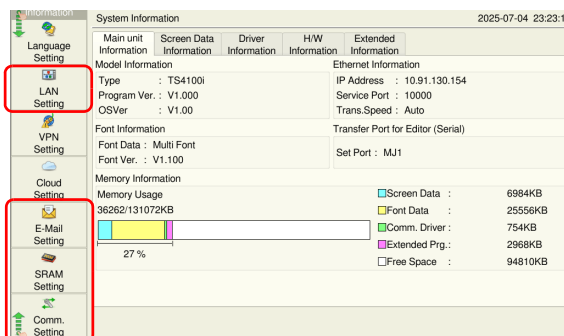 Information
System Information
2025-07-04 23:23:1
Language
Setting
LAN
Setting
VPN
Setting
Cloud
Setting
E-Mail
Setting
SRAM
Setting
Comm.
Setting
Main unit Information
Screen Data Information
Driver Information
H/W Information
Extended Information
Model Information
Type : TS4100i
Program Ver. : V1.000
OSVer : V1.00
Ethernet Information
IP Address : 10.91.130.154
Service Port : 10000
Trans.Speed : Auto
Font Information
Font Data : Multi Font
Font Ver. : V1.100
Transfer Port for Editor (Serial)
Set Port : MJ1
Memory Information
Memory Usage
36262/131072KB
27 %
Screen Data : 6984KB
Font Data : 25556KB
Comm. Driver : 754KB
Extended Prg.: 2968KB
Free Space : 94810KB